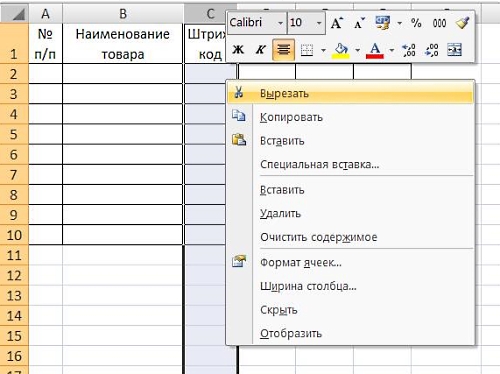 A B C
Calibri 10 A A % 000
Ж К A ,00 ,0
1 № п/п Наименование товара Штрих код
2
3
4
5
6
7
8
9
10
11
12
13
14
15
16
Вырезать
Копировать
Вставить
Специальная вставка...
Вставить
Удалить
Очистить содержимое
Формат ячеек...
Ширина столбца...
Скрыть
Отобразить